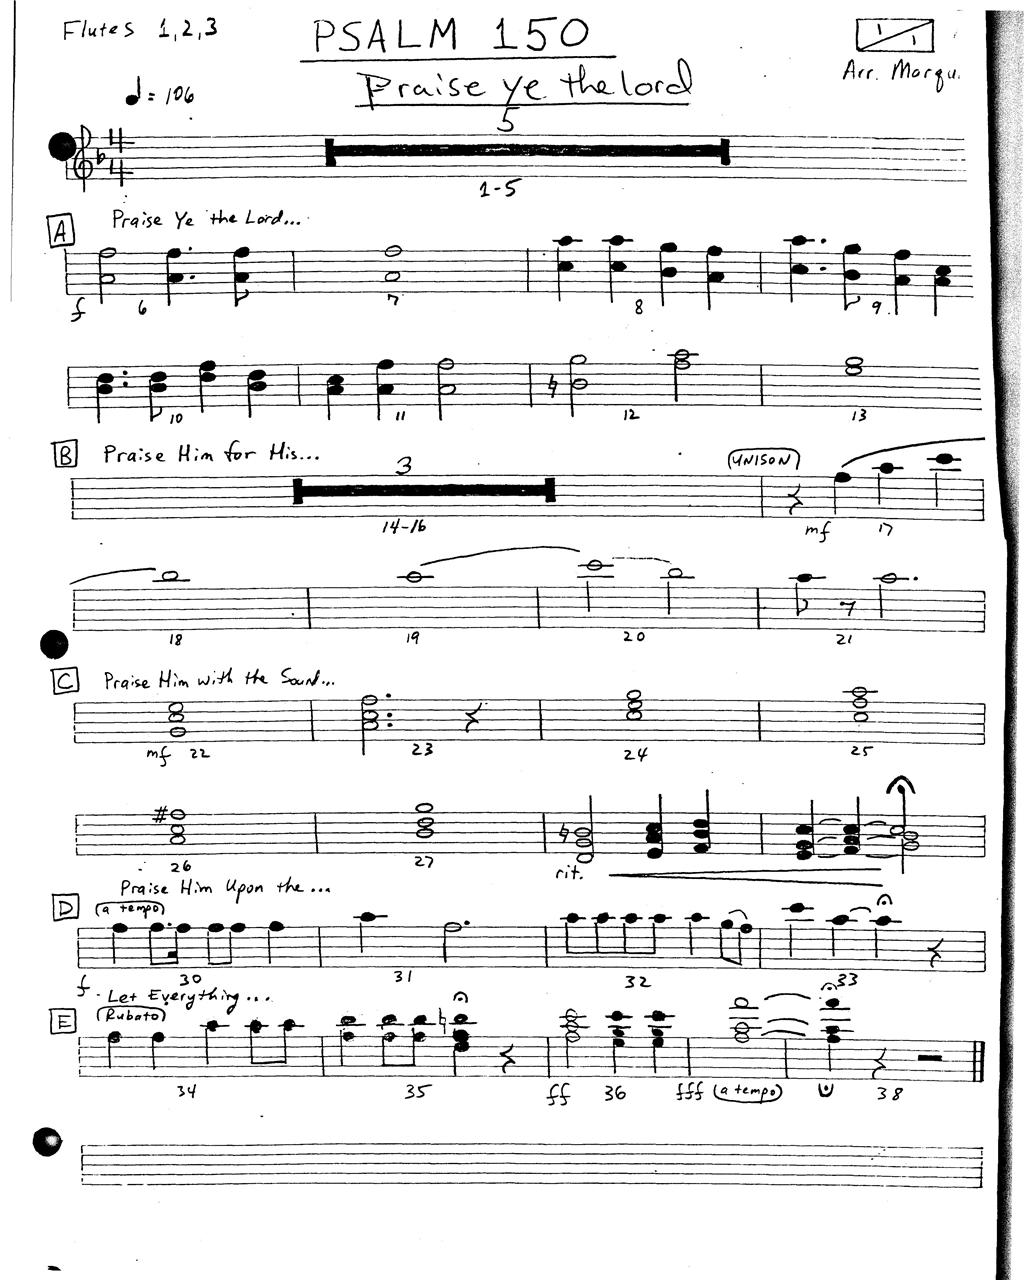 Flutes 1,2,3
PSALM 150
1 1
Praise Ye the Lord
Arr. Marqu.
♩ = 106
5
4
4
1-5
A Praise Ye the Lord...
f 6 7 8 9
10 11 12 13
B Praise Him for His...
3
UNISON
14-16 mf 17
18 19 20 21
C Praise Him with the Sound...
mf 22 23 24 25
26 27 rit.
Praise Him Upon the...
D (a tempo)
f 30 31 32 33
Let Everything...
E (Rubato)
34 35 ff 36 fff (a tempo) 38